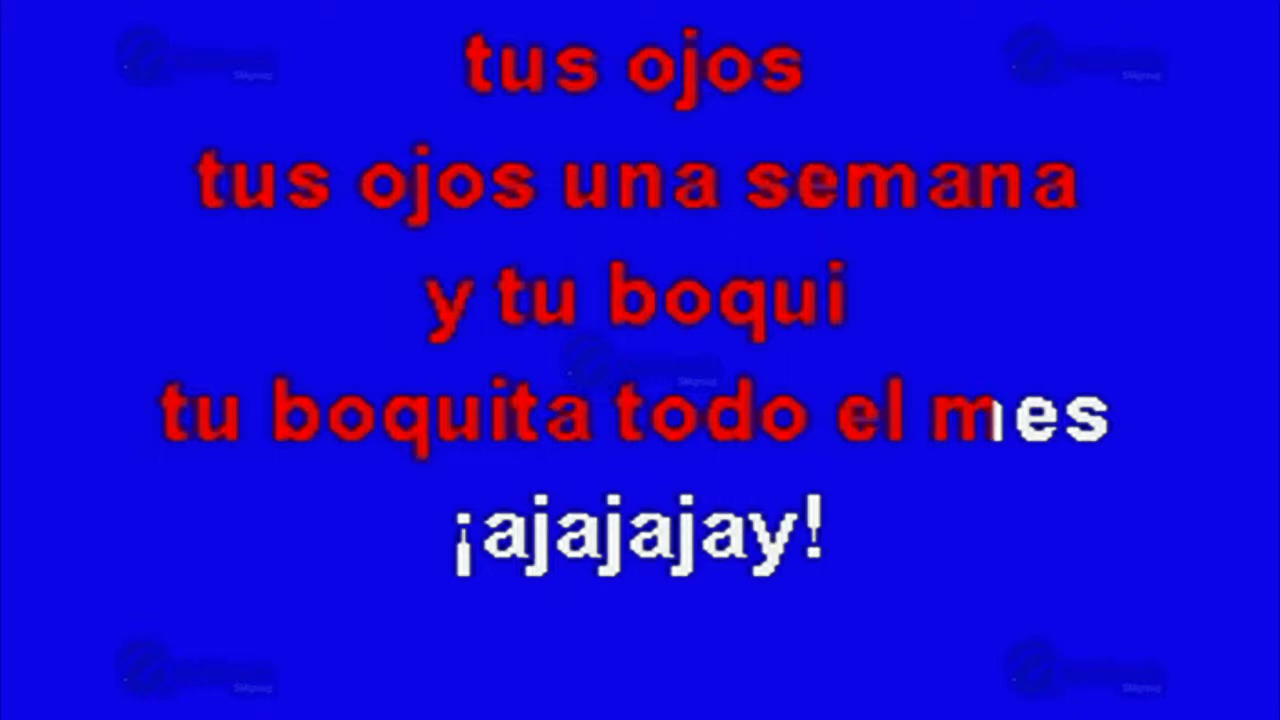 tus ojos
tus ojos una semana
y tu boqui
tu boquita todo el mes
¡ajajajay!